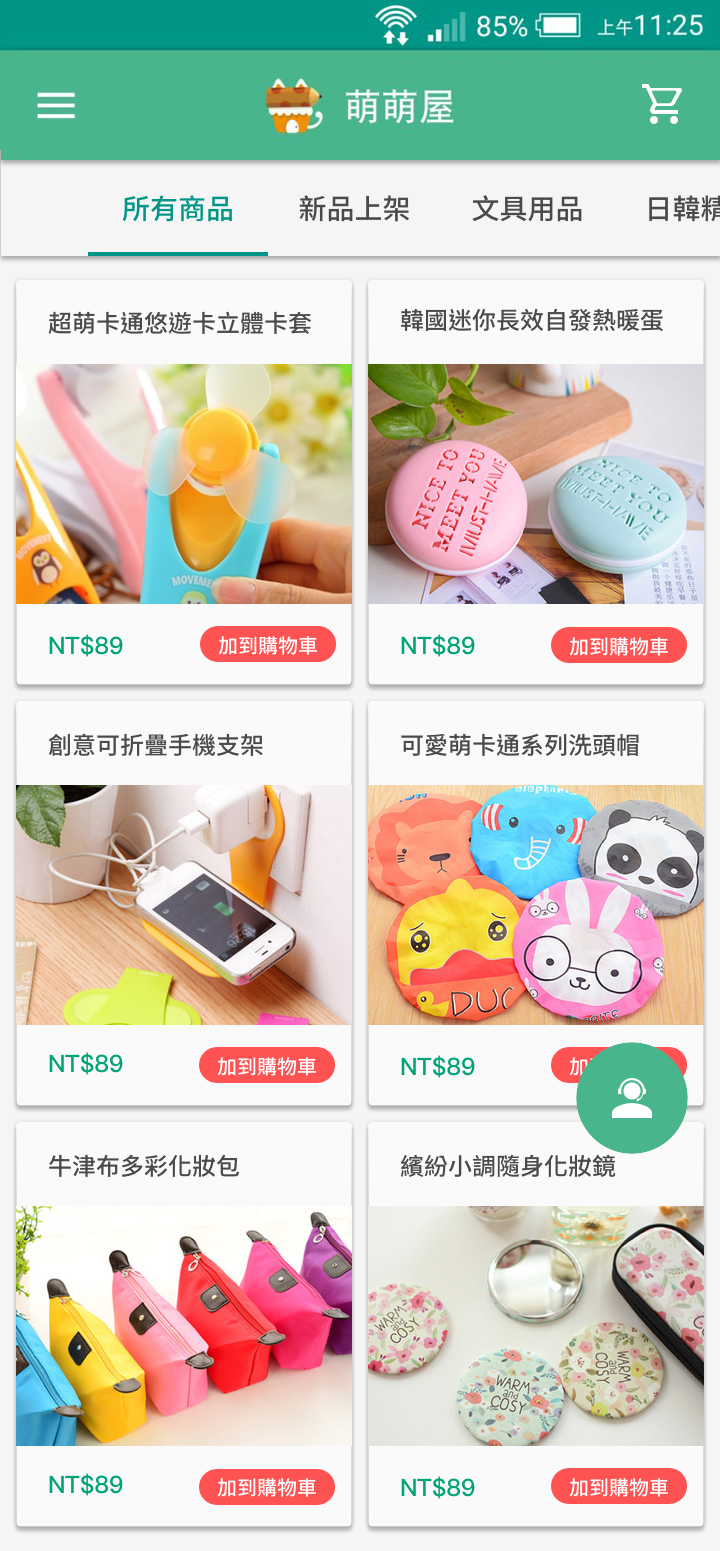 85% 上午11:25
萌萌屋
所有商品 新品上架 文具用品 日韓精
超萌卡通悠遊卡立體卡套
MOVEMENT
MOVEME
NT$89 加到購物車
韓國迷你長效自發熱暖蛋
NICE TO
MEET YOU
MUST-HAVE
NICE TO
MEET YOU
MUST-HAVE
NT$89 加到購物車
創意可折疊手機支架
NT$89 加到購物車
可愛萌卡通系列洗頭帽
elephant
DUC
NT$89 加
牛津布多彩化妝包
NT$89 加到購物車
繽紛小調隨身化妝鏡
WARM
and
COSY
WARM
and
COSY
WARM
and
COSY
NT$89 加到購物車